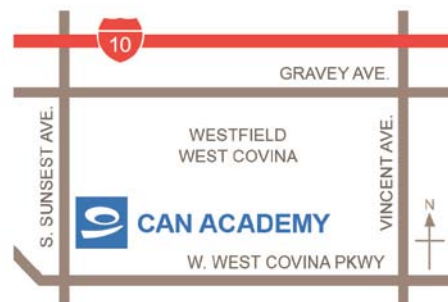 10
GRAVEY AVE.
S. SUNSEST AVE.
WESTFIELD
WEST COVINA
VINCENT AVE.
N
CAN ACADEMY
W. WEST COVINA PKWY